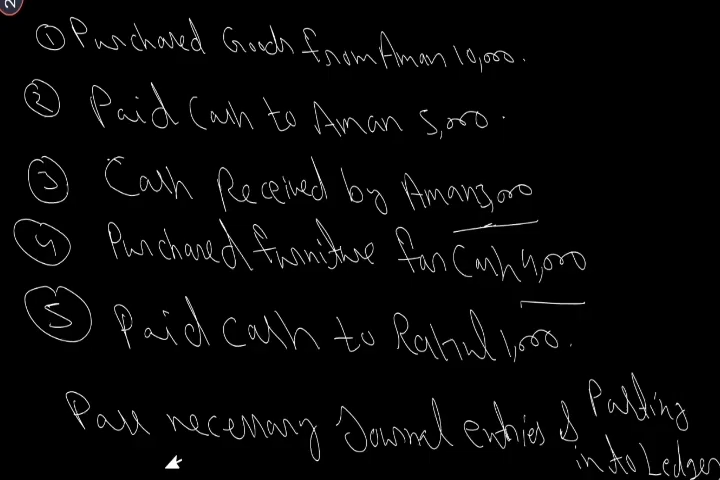 ① Purchased Goods from Aman 10,000.
② Paid Cash to Aman 5,000.
③ Cash Received by Aman 3,000
④ Purchased furniture for Cash 4,000
⑤ Paid Cash to Rahul 1,000.
Pass necessary Journal entries & Posting
into Ledger